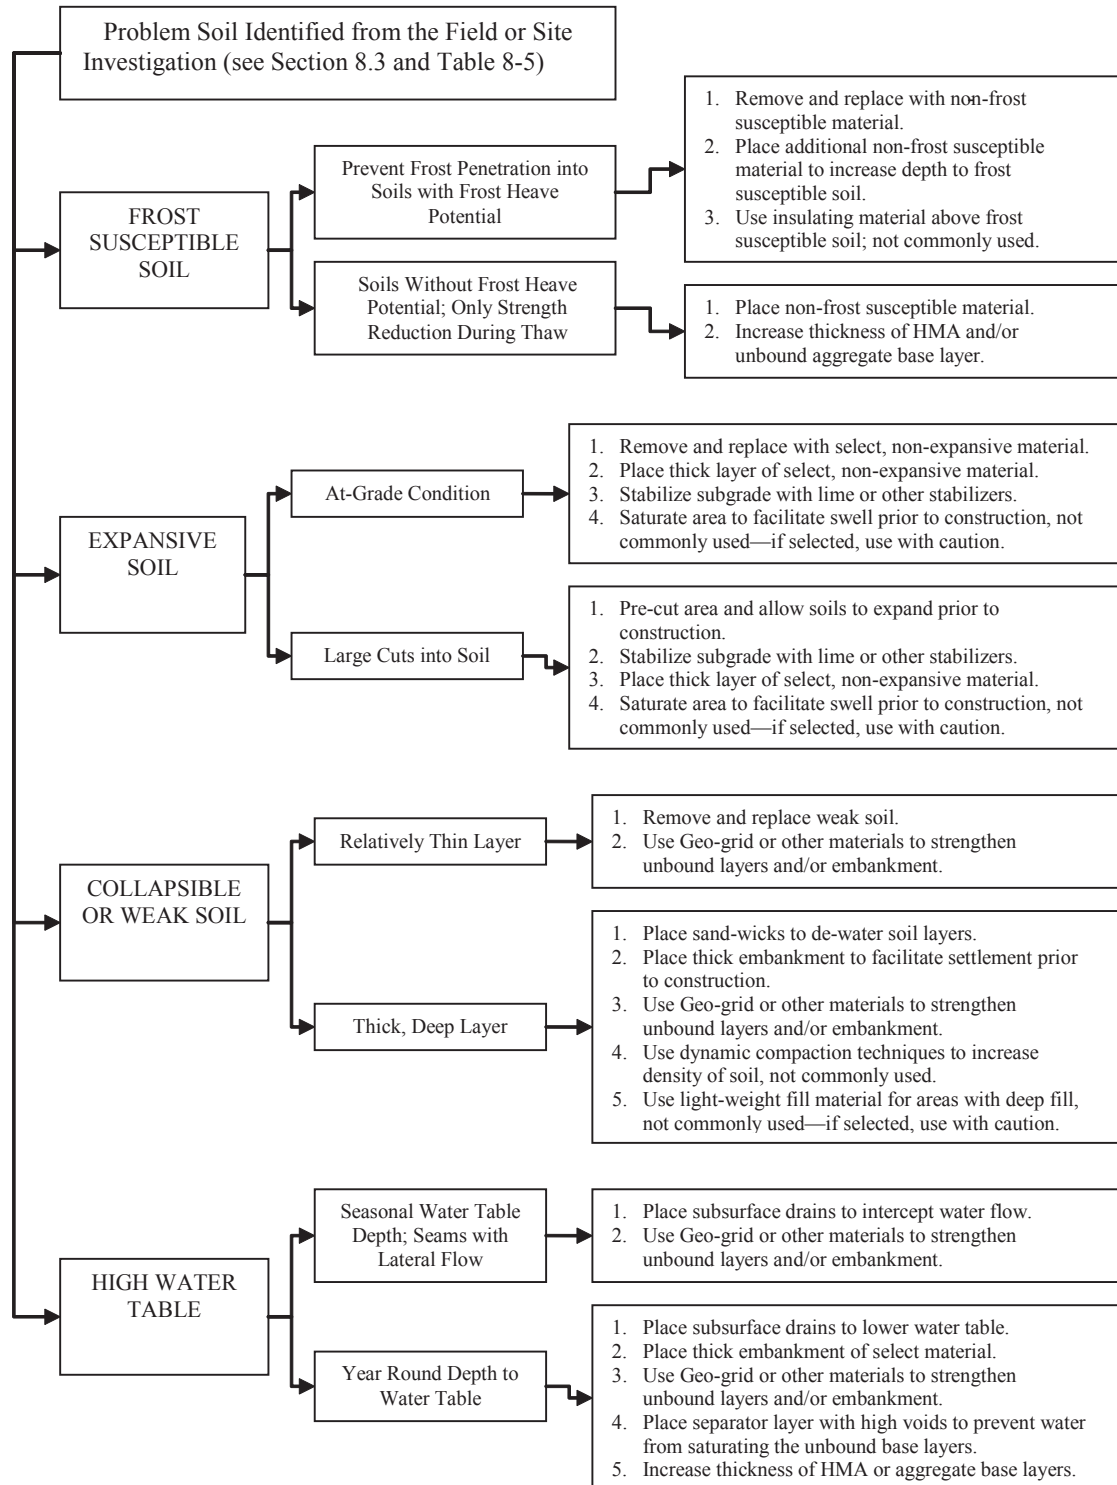 Problem Soil Identified from the Field or Site
Investigation (see Section 8.3 and Table 8-5)
FROST
SUSCEPTIBLE
SOIL
Prevent Frost Penetration into
Soils with Frost Heave
Potential
1. Remove and replace with non-frost
susceptible material.
2. Place additional non-frost susceptible
material to increase depth to frost
susceptible soil.
3. Use insulating material above frost
susceptible soil; not commonly used.
Soils Without Frost Heave
Potential; Only Strength
Reduction During Thaw
1. Place non-frost susceptible material.
2. Increase thickness of HMA and/or
unbound aggregate base layer.
EXPANSIVE
SOIL
At-Grade Condition
1. Remove and replace with select, non-expansive material.
2. Place thick layer of select, non-expansive material.
3. Stabilize subgrade with lime or other stabilizers.
4. Saturate area to facilitate swell prior to construction, not
commonly used—if selected, use with caution.
Large Cuts into Soil
1. Pre-cut area and allow soils to expand prior to
construction.
2. Stabilize subgrade with lime or other stabilizers.
3. Place thick layer of select, non-expansive material.
4. Saturate area to facilitate swell prior to construction, not
commonly used—if selected, use with caution.
COLLAPSIBLE
OR WEAK SOIL
Relatively Thin Layer
1. Remove and replace weak soil.
2. Use Geo-grid or other materials to strengthen
unbound layers and/or embankment.
Thick, Deep Layer
1. Place sand-wicks to de-water soil layers.
2. Place thick embankment to facilitate settlement prior
to construction.
3. Use Geo-grid or other materials to strengthen
unbound layers and/or embankment.
4. Use dynamic compaction techniques to increase
density of soil, not commonly used.
5. Use light-weight fill material for areas with deep fill,
not commonly used—if selected, use with caution.
HIGH WATER
TABLE
Seasonal Water Table
Depth; Seams with
Lateral Flow
1. Place subsurface drains to intercept water flow.
2. Use Geo-grid or other materials to strengthen
unbound layers and/or embankment.
Year Round Depth to
Water Table
1. Place subsurface drains to lower water table.
2. Place thick embankment of select material.
3. Use Geo-grid or other materials to strengthen
unbound layers and/or embankment.
4. Place separator layer with high voids to prevent water
from saturating the unbound base layers.
5. Increase thickness of HMA or aggregate base layers.